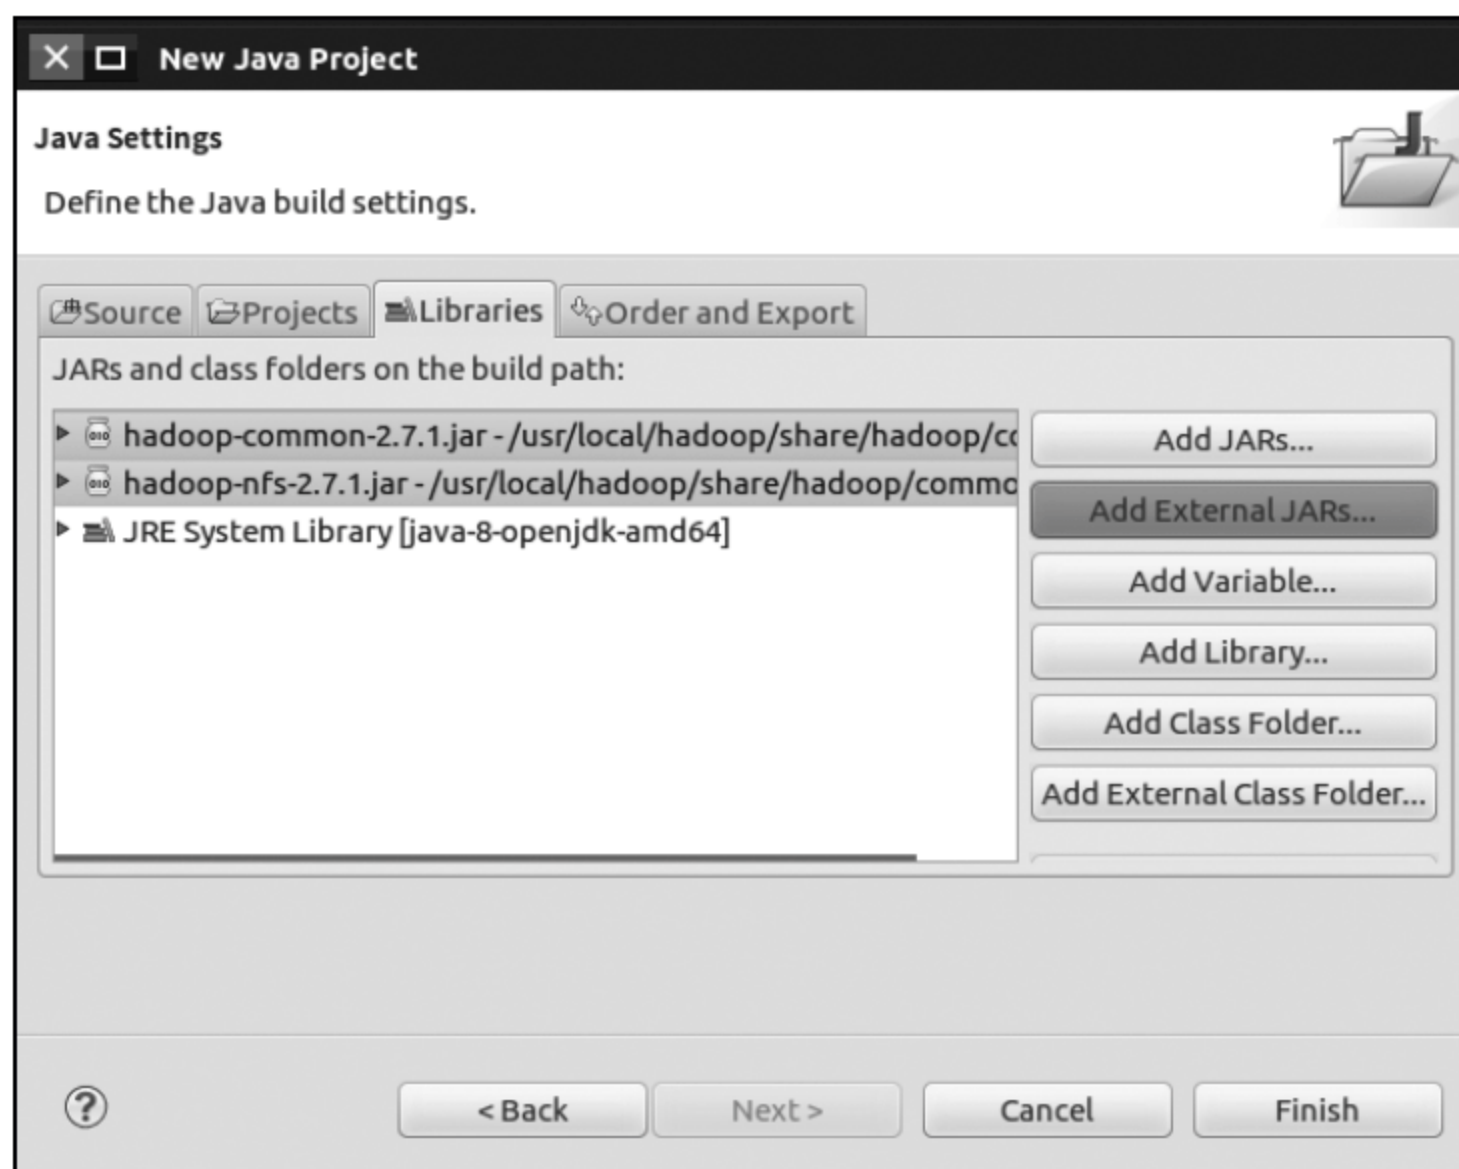 New Java Project
Java Settings
Define the Java build settings.
Source Projects Libraries Order and Export
JARs and class folders on the build path:
hadoop-common-2.7.1.jar - /usr/local/hadoop/share/hadoop/co
hadoop-nfs-2.7.1.jar - /usr/local/hadoop/share/hadoop/commo
JRE System Library [java-8-openjdk-amd64]
Add JARs...
Add External JARs...
Add Variable...
Add Library...
Add Class Folder...
Add External Class Folder...
< Back Next > Cancel Finish